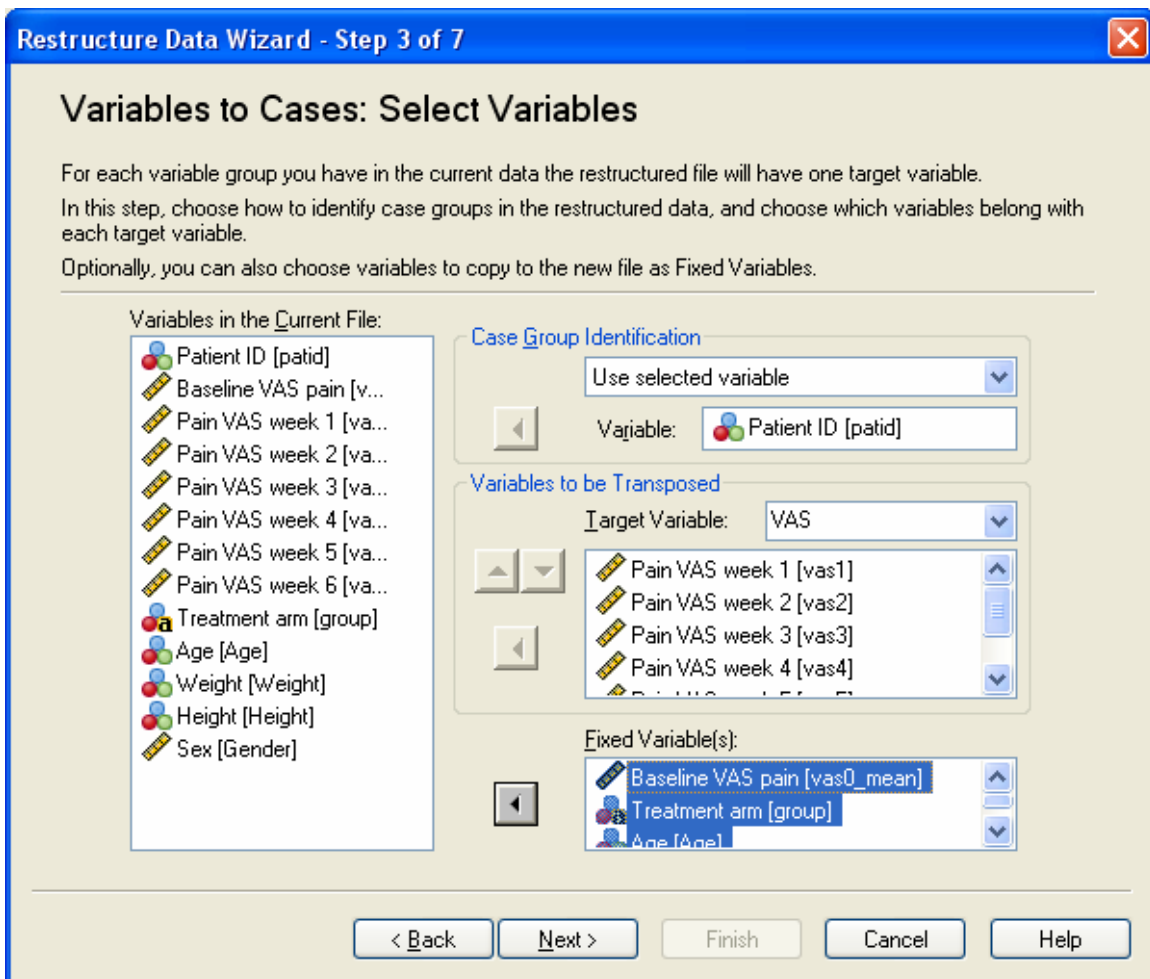 Restructure Data Wizard - Step 3 of 7
Variables to Cases: Select Variables
For each variable group you have in the current data the restructured file will have one target variable.
In this step, choose how to identify case groups in the restructured data, and choose which variables belong with
each target variable.
Optionally, you can also choose variables to copy to the new file as Fixed Variables.
Variables in the Current File:
Patient ID [patid]
Baseline VAS pain [v...
Pain VAS week 1 [va...
Pain VAS week 2 [va...
Pain VAS week 3 [va...
Pain VAS week 4 [va...
Pain VAS week 5 [va...
Pain VAS week 6 [va...
Treatment arm [group]
Age [Age]
Weight [Weight]
Height [Height]
Sex [Gender]
Case Group Identification
Use selected variable
Variable: Patient ID [patid]
Variables to be Transposed
Target Variable: VAS
Pain VAS week 1 [vas1]
Pain VAS week 2 [vas2]
Pain VAS week 3 [vas3]
Pain VAS week 4 [vas4]
Fixed Variable(s):
Baseline VAS pain [vas0_mean]
Treatment arm [group]
Age [Age]
< Back Next > Finish Cancel Help